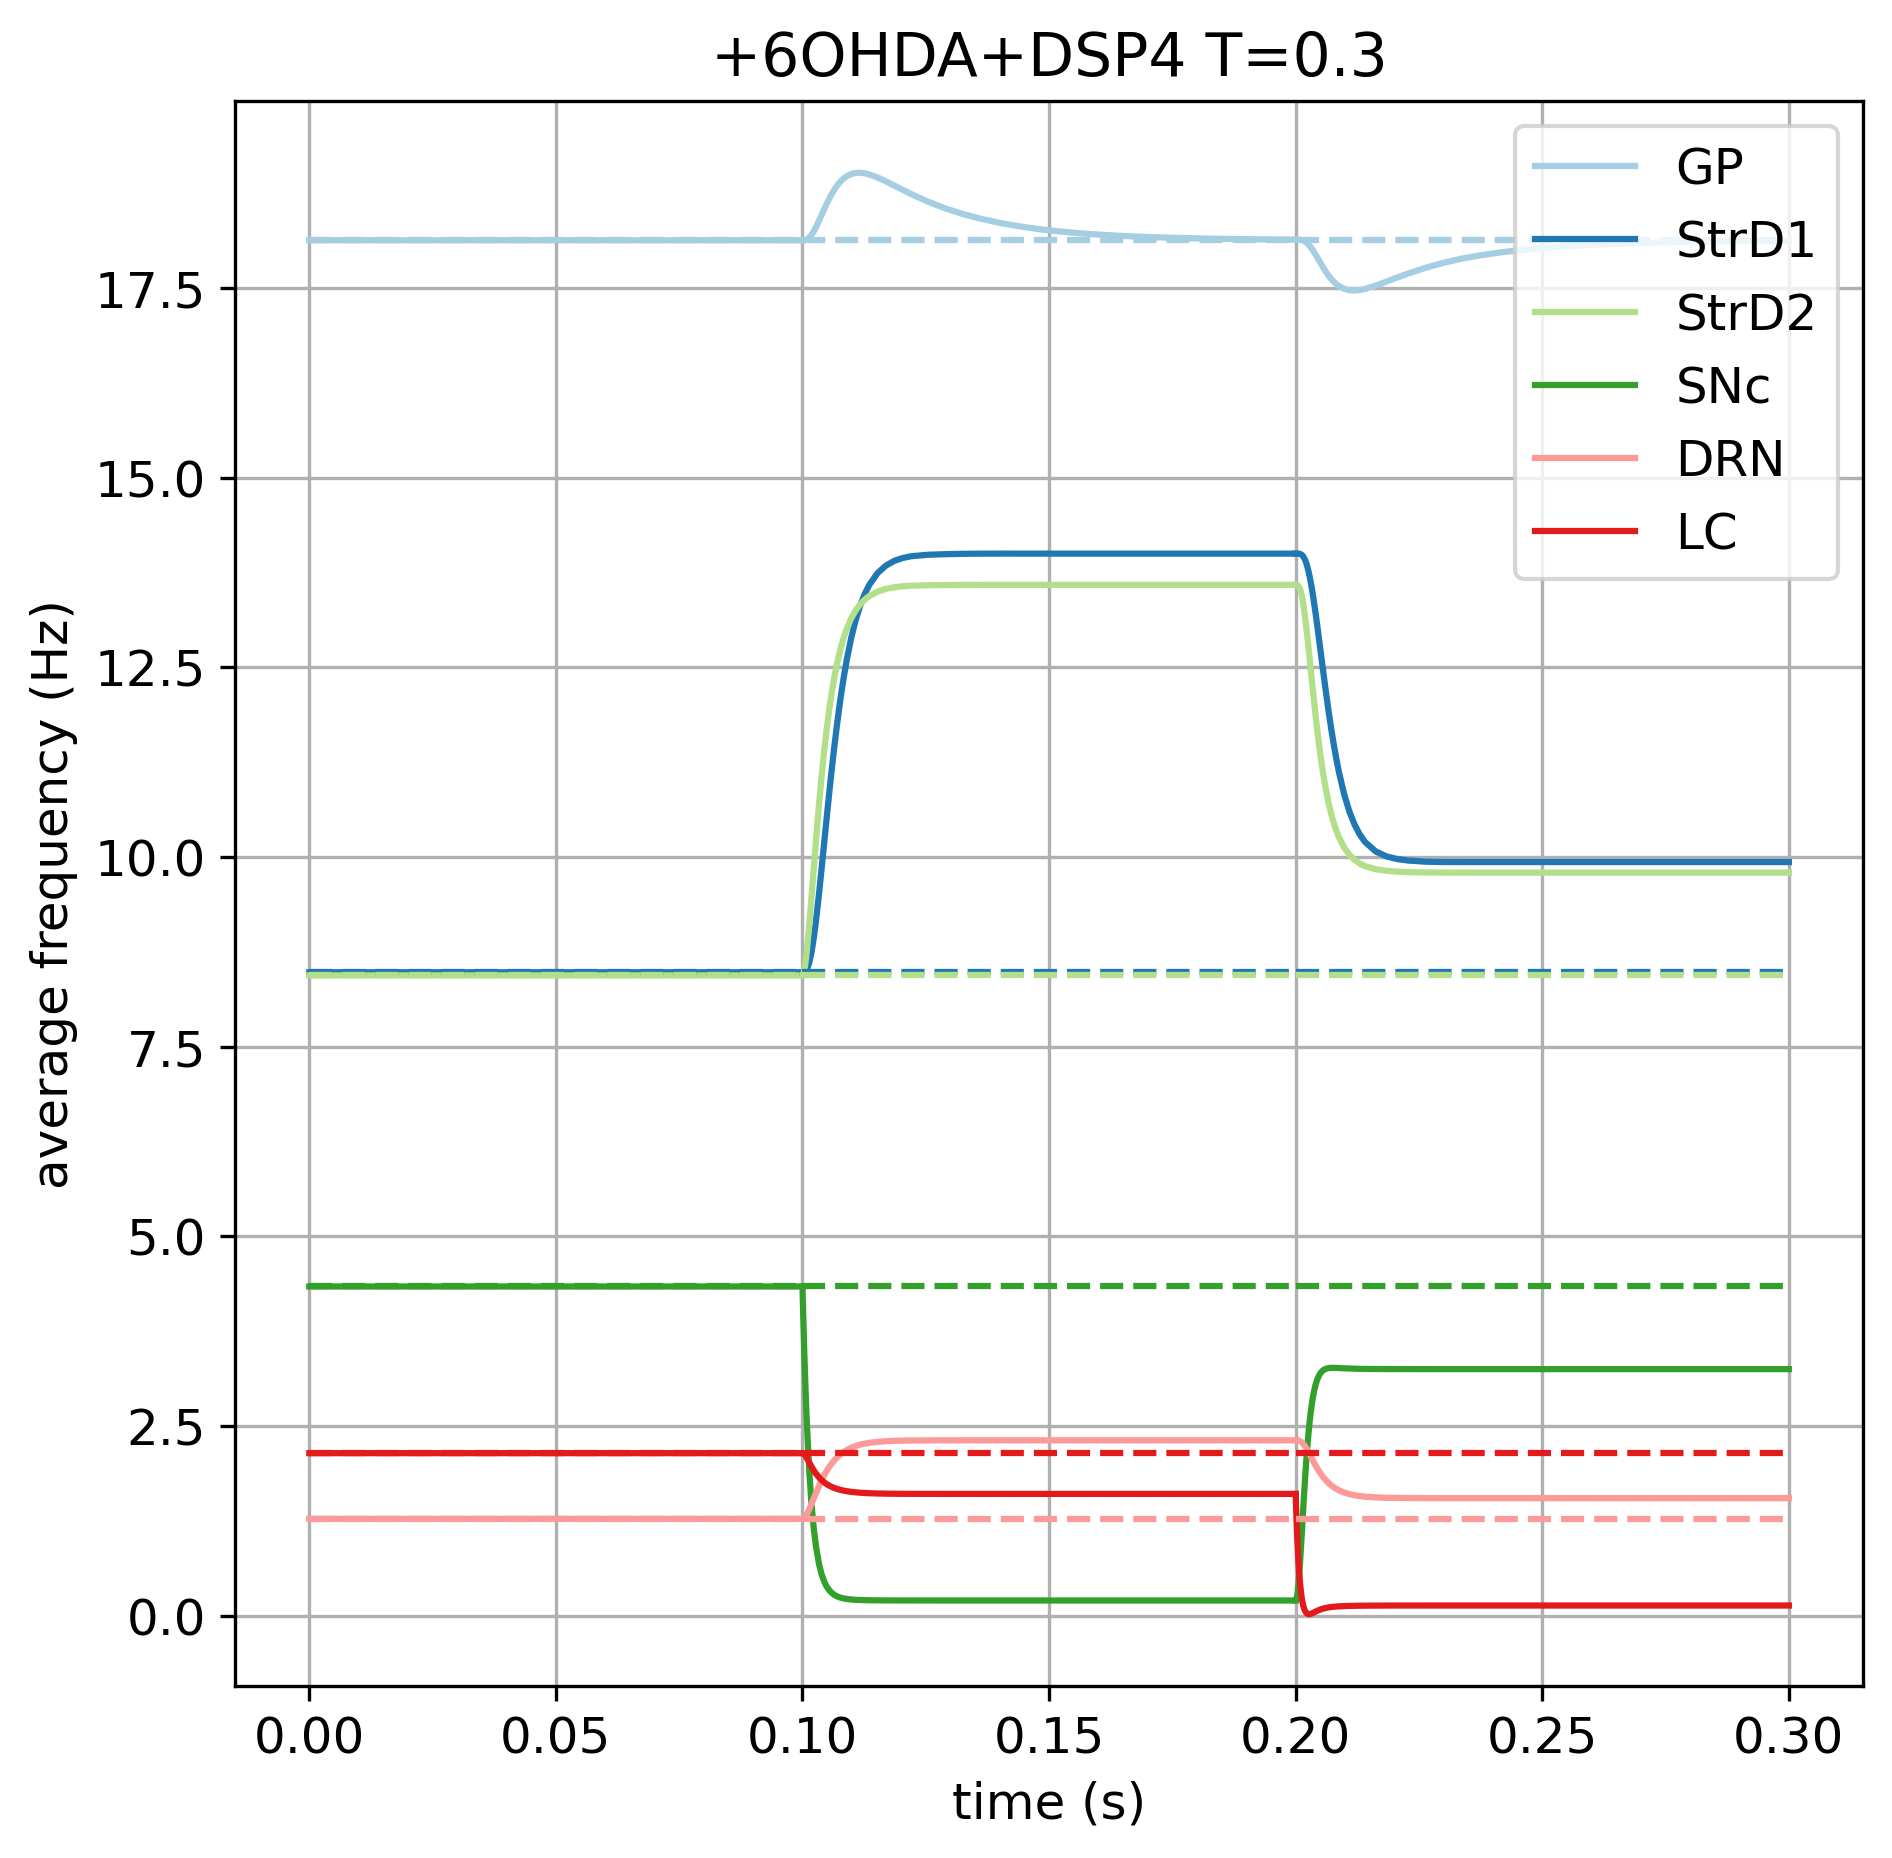 +6OHDA+DSP4 T=0.3
GP
StrD1
StrD2
SNc
DRN
LC
average frequency (Hz)
17.5
15.0
12.5
10.0
7.5
5.0
2.5
0.0
0.00 0.05 0.10 0.15 0.20 0.25 0.30
time (s)